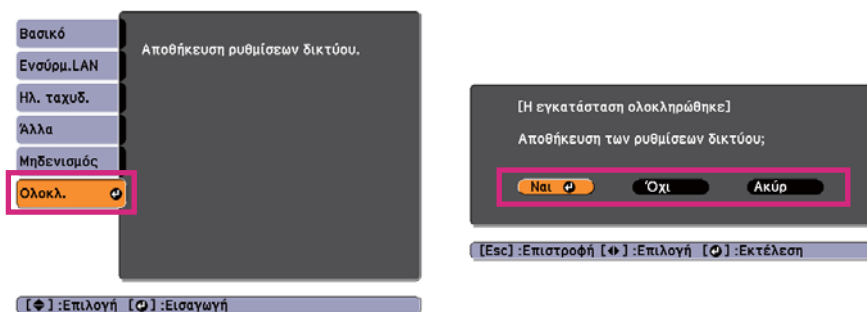 Βασικό
Ενσύρμ.LAN
Ηλ. ταχυδ.
Άλλα
Μηδενισμός
Ολοκλ.
Αποθήκευση ρυθμίσεων δικτύου.
[ ] :Επιλογή [ ] :Εισαγωγή
[Η εγκατάσταση ολοκληρώθηκε]
Αποθήκευση των ρυθμίσεων δικτύου;
Ναι Όχι Ακύρ
[Esc] :Επιστροφή [ ] :Επιλογή [ ] :Εκτέλεση